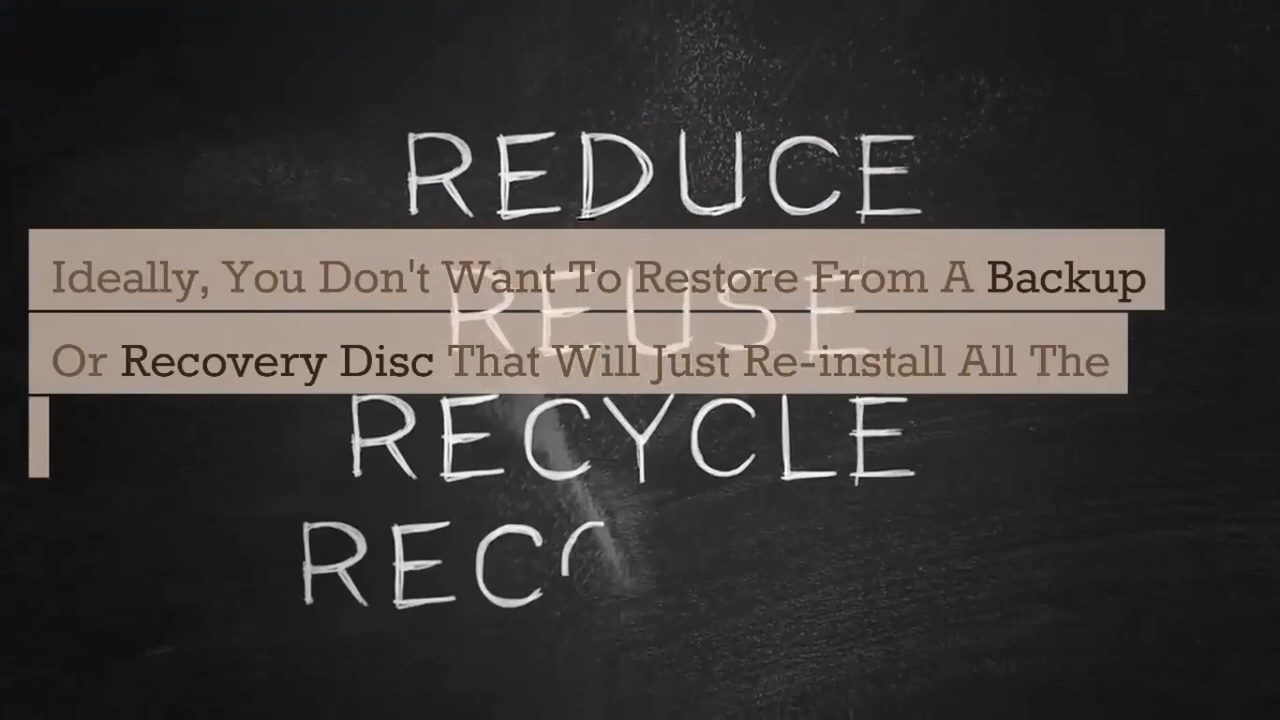 REDUCE
Ideally, You Don't Want To Restore From A Backup
REUSE
Or Recovery Disc That Will Just Re-install All The
RECYCLE
REC